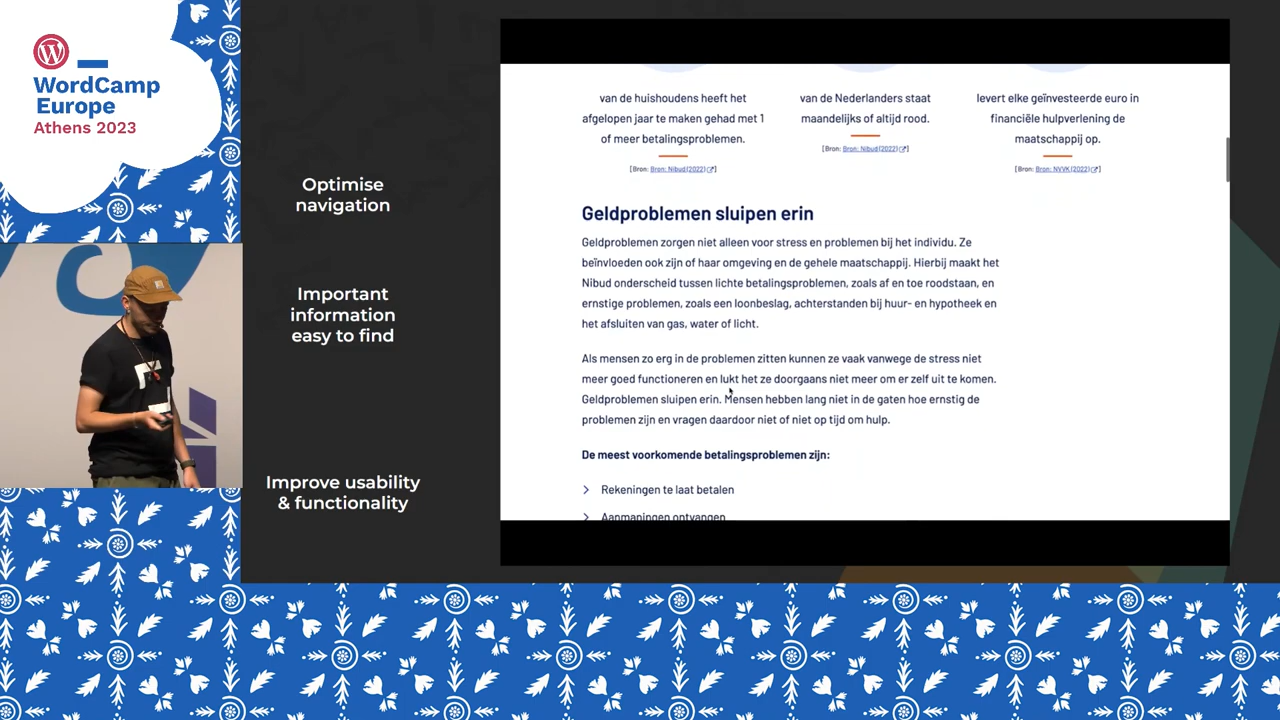 WordCamp
Europe
Athens 2023
Optimise
navigation
Important
information
easy to find
Improve usability
& functionality
van de huishoudens heeft het
afgelopen jaar te maken gehad met 1
of meer betalingsproblemen.
[Bron: Bron: Nibud (2022)]
van de Nederlanders staat
maandelijks of altijd rood.
[Bron: Bron: Nibud (2022)]
levert elke geïnvesteerde euro in
financiële hulpverlening de
maatschappij op.
[Bron: Bron: NVVK (2022)]
Geldproblemen sluipen erin
Geldproblemen zorgen niet alleen voor stress en problemen bij het individu. Ze
beïnvloeden ook zijn of haar omgeving en de gehele maatschappij. Hierbij maakt het
Nibud onderscheid tussen lichte betalingsproblemen, zoals af en toe roodstaan, en
ernstige problemen, zoals een loonbeslag, achterstanden bij huur- en hypotheek en
het afsluiten van gas, water of licht.
Als mensen zo erg in de problemen zitten kunnen ze vaak vanwege de stress niet
meer goed functioneren en lukt het ze doorgaans niet meer om er zelf uit te komen.
Geldproblemen sluipen erin. Mensen hebben lang niet in de gaten hoe ernstig de
problemen zijn en vragen daardoor niet of niet op tijd om hulp.
De meest voorkomende betalingsproblemen zijn:
Rekeningen te laat betalen
Aanmaningen ontvangen